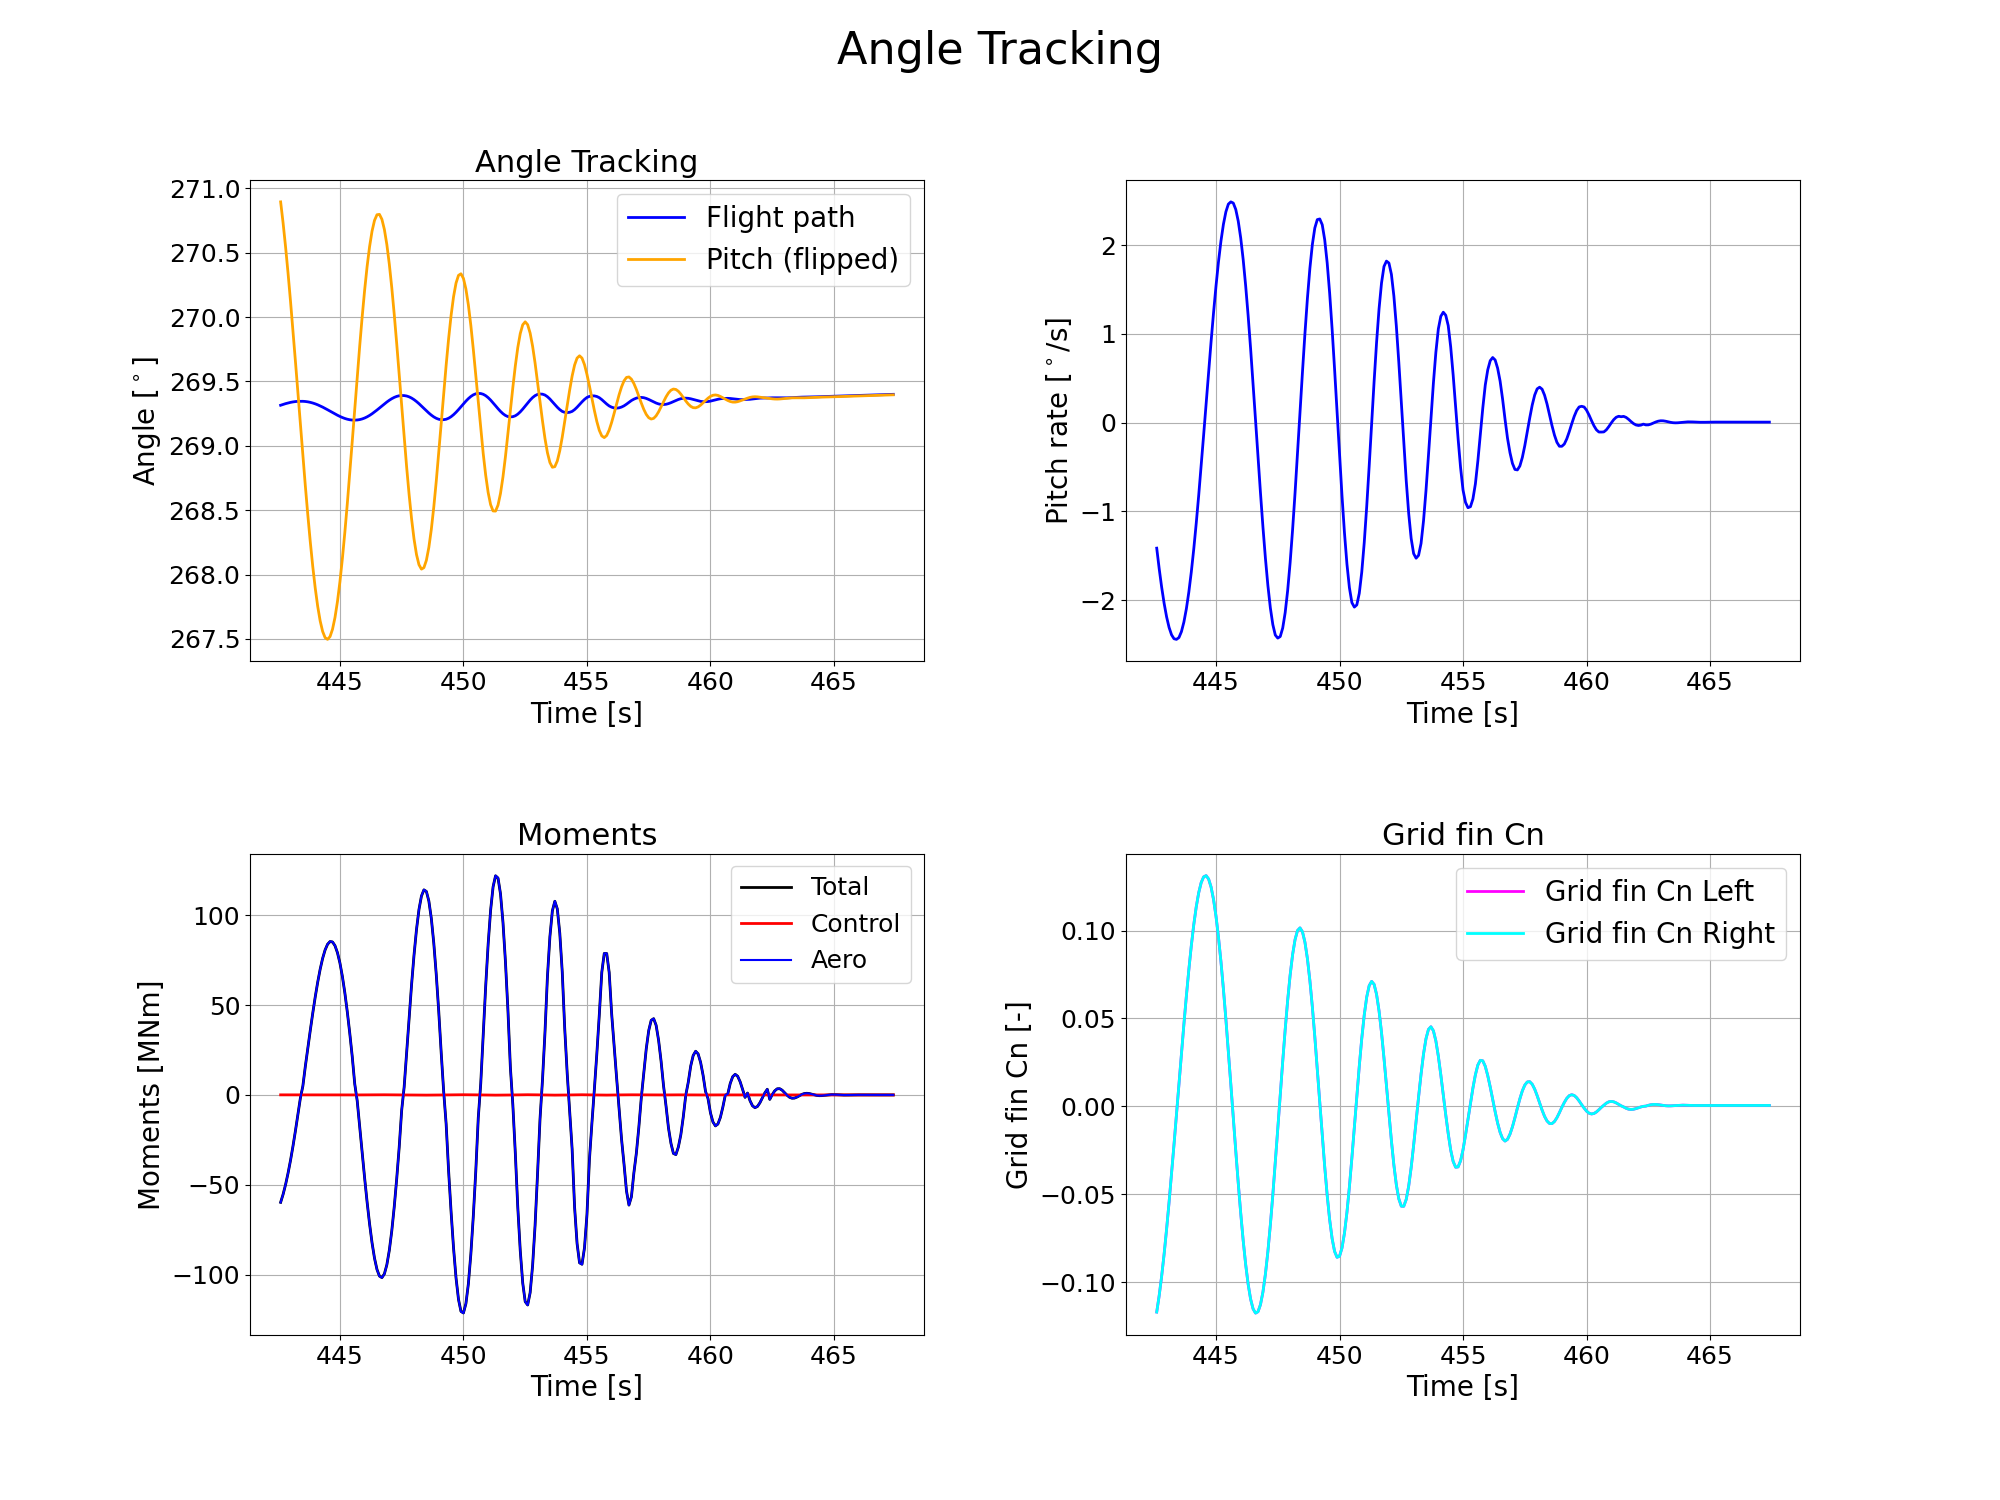 Angle Tracking
Angle Tracking
271.0
270.5
270.0
269.5
269.0
268.5
268.0
267.5
Angle [°]
Flight path
Pitch (flipped)
445 450 455 460 465
Time [s]
2
1
0
−1
−2
Pitch rate [°/s]
445 450 455 460 465
Time [s]
Moments
100
50
0
−50
−100
Moments [MNm]
Total
Control
Aero
445 450 455 460 465
Time [s]
Grid fin Cn
0.10
0.05
0.00
−0.05
−0.10
Grid fin Cn [-]
Grid fin Cn Left
Grid fin Cn Right
445 450 455 460 465
Time [s]